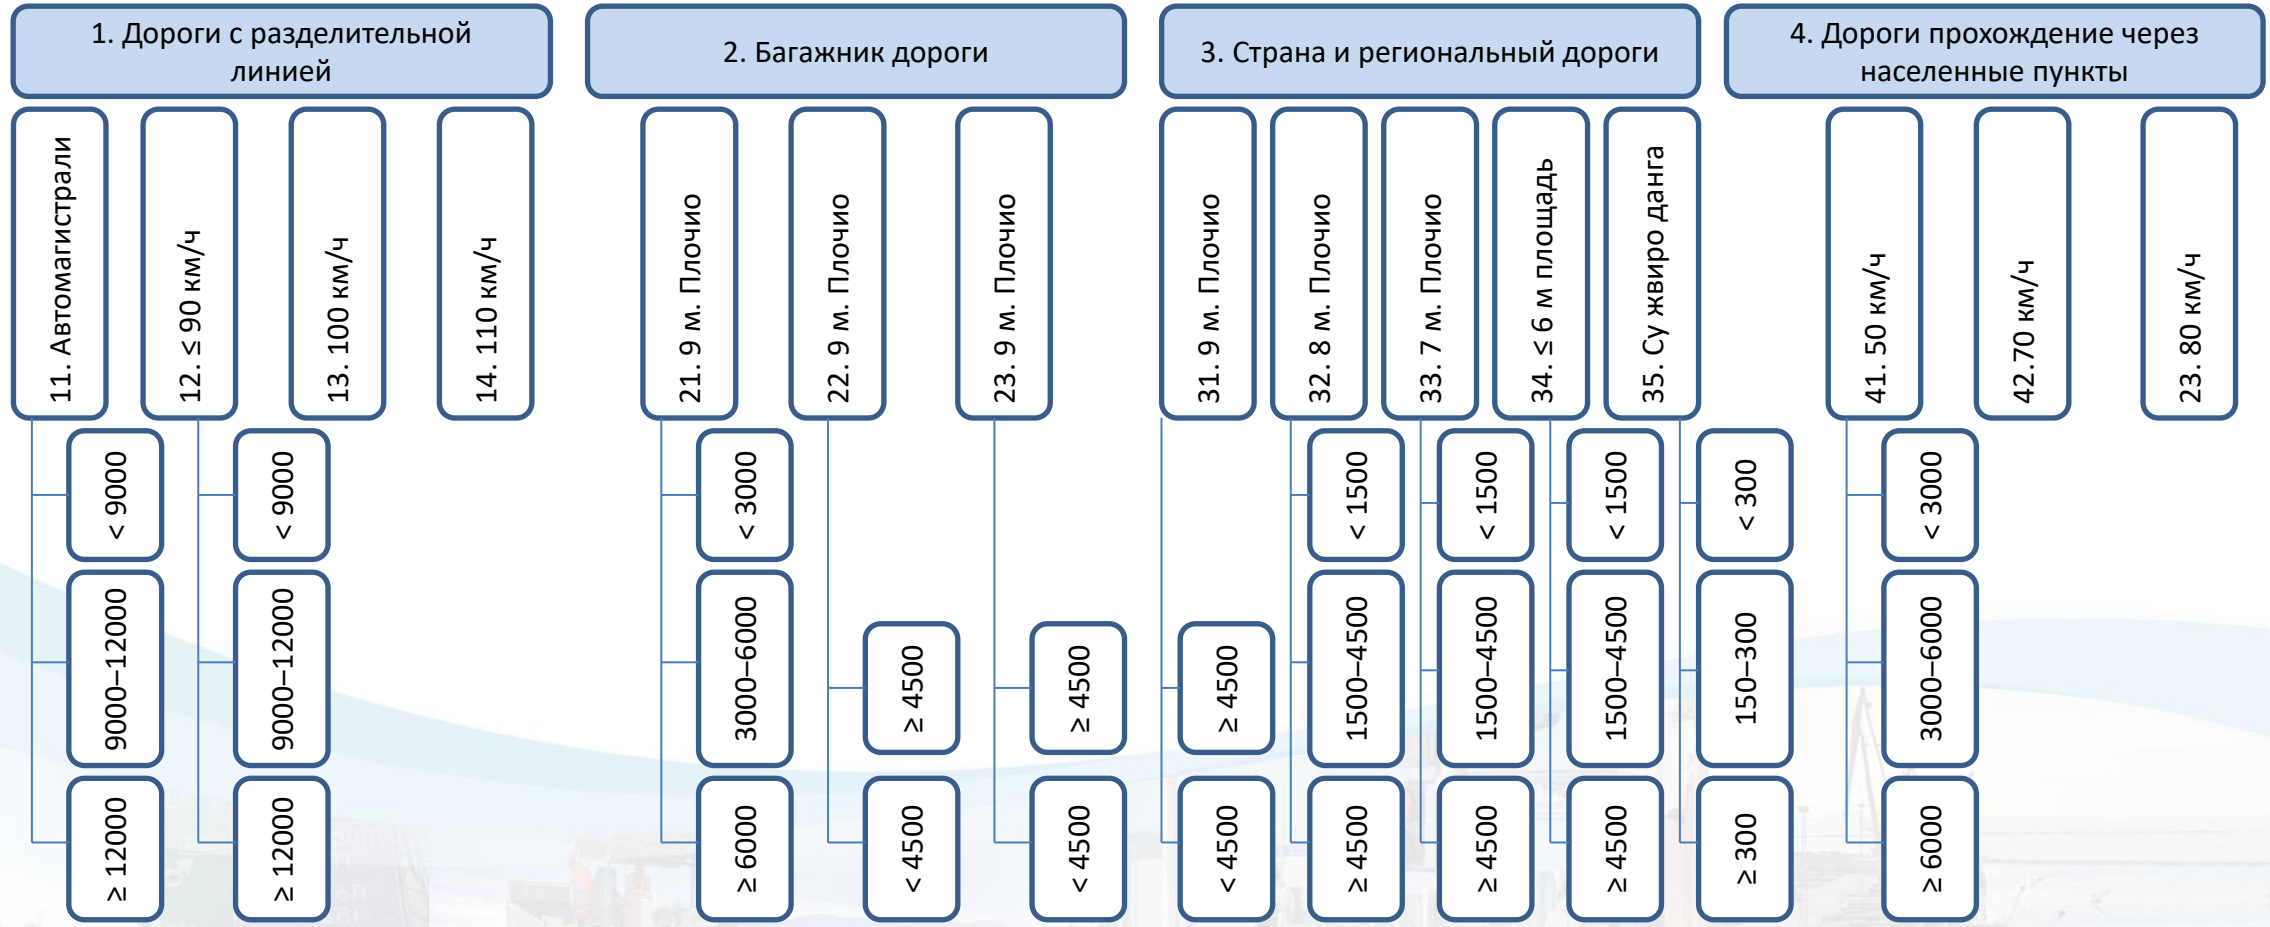 1. Дороги с разделительной
линией
2. Багажник дороги
3. Страна и региональный дороги
4. Дороги прохождение через
населенные пункты
11. Автомагистрали
12. ≤ 90 км/ч
13. 100 км/ч
14. 110 км/ч
21. 9 м. Плочио
22. 9 м. Плочио
23. 9 м. Плочио
31. 9 м. Плочио
32. 8 м. Плочио
33. 7 м. Плочио
34. ≤ 6 м площадь
35. Су жвиро данга
41. 50 км/ч
42.70 км/ч
23. 80 км/ч
< 9000
< 9000
< 3000
< 1500
< 1500
< 1500
< 300
< 3000
9000–12000
9000–12000
3000–6000
≥ 4500
≥ 4500
≥ 4500
1500–4500
1500–4500
1500–4500
150–300
3000–6000
≥ 12000
≥ 12000
≥ 6000
< 4500
< 4500
< 4500
≥ 4500
≥ 4500
≥ 4500
≥ 300
≥ 6000